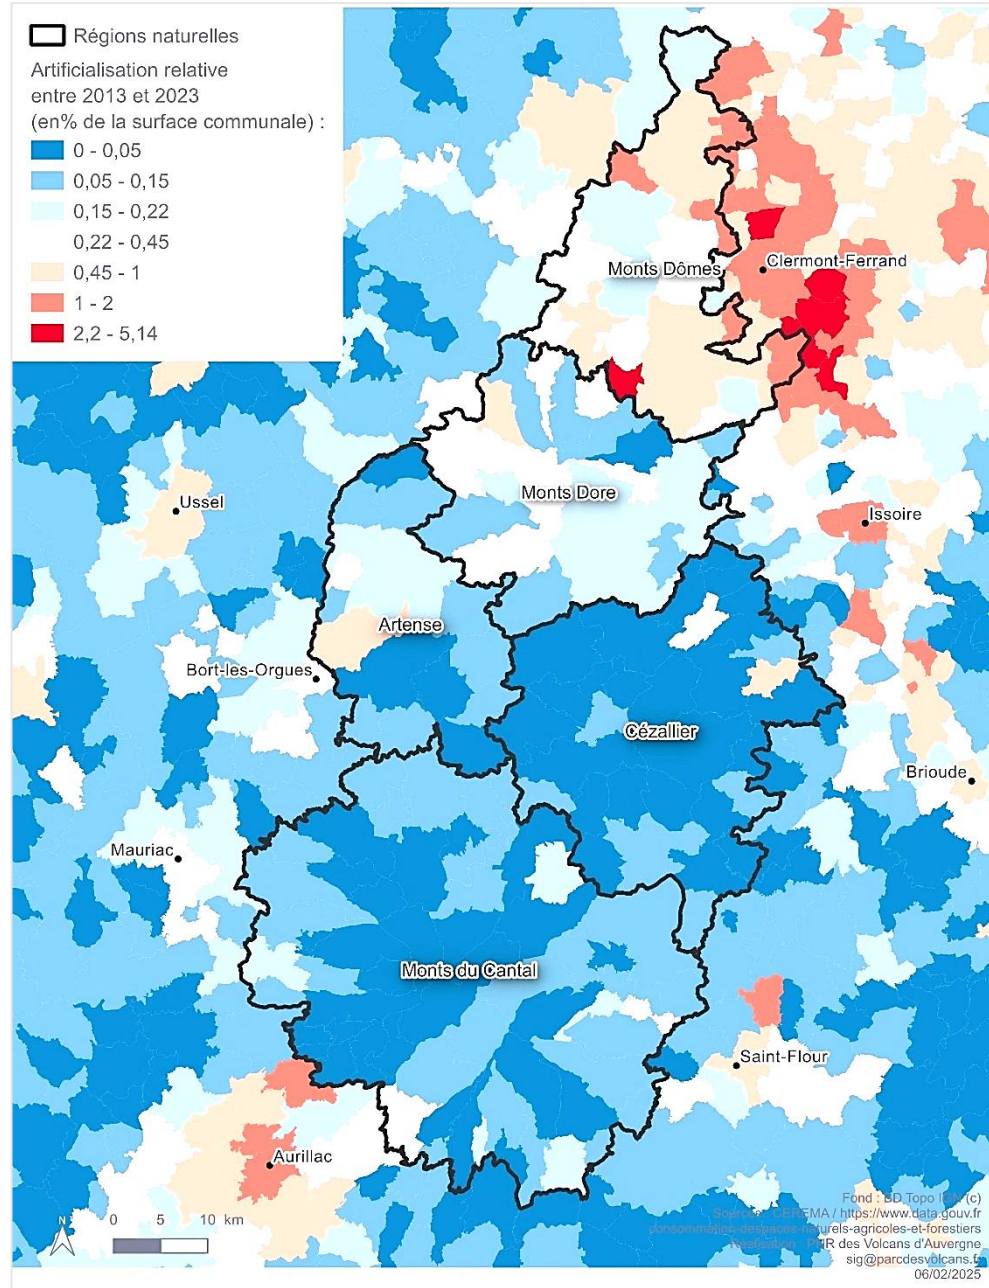 Régions naturelles
Artificialisation relative
entre 2013 et 2023
(en% de la surface communale) :
0 - 0,05
0,05 - 0,15
0,15 - 0,22
0,22 - 0,45
0,45 - 1
1 - 2
2,2 - 5,14
Monts Dômes
Clermont-Ferrand
Monts Dore
Ussel
Issoire
Artense
Bort-les-Orgues
Cézallier
Brioude
Mauriac
Monts du Cantal
Saint-Flour
Aurillac
N
0 5 10 km
Fond : BD Topo IGN (c)
Sources : CEREMA / https://www.data.gouv.fr
consommation-despaces-naturels-agricoles-et-forestiers
Réalisation : PNR des Volcans d'Auvergne
sig@parcdesvolcans.fr
06/02/2025